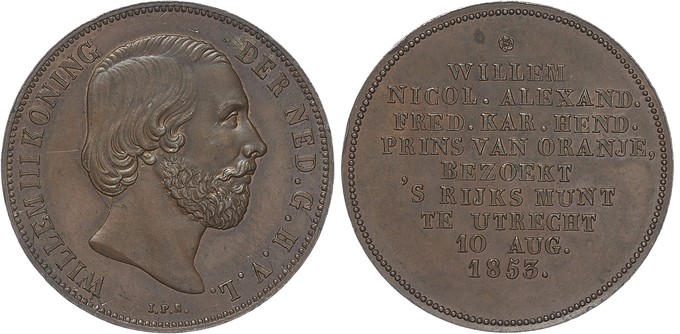 WILLEM III KONING DER NED. G. H. V. L.
I.P.S.
WILLEM
NICOL. ALEXAND.
FRED. KAR. HEND.
PRINS VAN ORANJE,
BEZOEKT
'S RIJKS MUNT
TE UTRECHT
10 AUG.
1853.